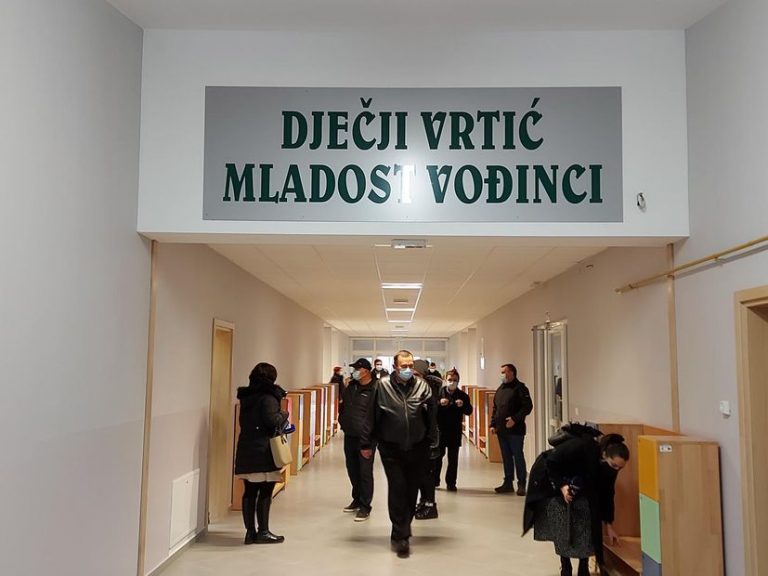 DJEČJI VRTIĆ
MLADOST VOĐINCI